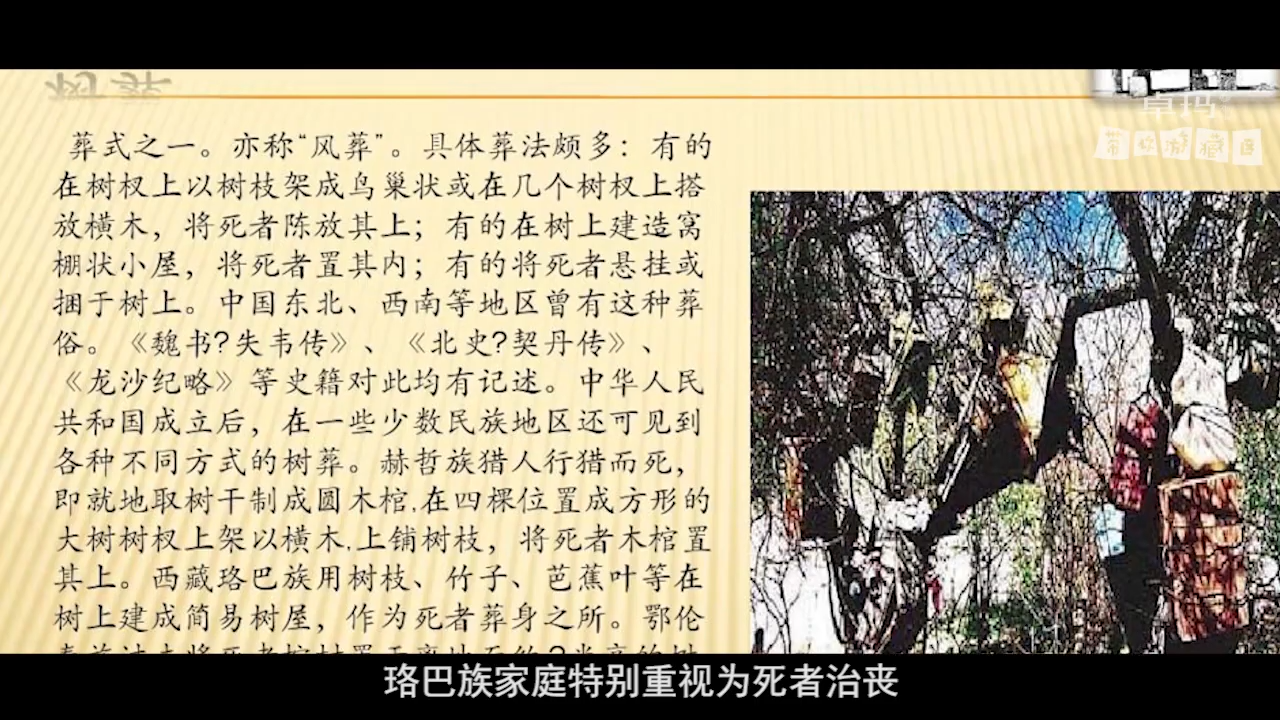 树葬
卓玛
带你游藏区
葬式之一。亦称“风葬”。具体葬法颇多：有的
在树杈上以树枝架成鸟巢状或在几个树杈上搭
放横木，将死者陈放其上；有的在树上建造窝
棚状小屋，将死者置其内；有的将死者悬挂或
捆于树上。中国东北、西南等地区曾有这种葬
俗。《魏书?失韦传》、《北史?契丹传》、
《龙沙纪略》等史籍对此均有记述。中华人民
共和国成立后，在一些少数民族地区还可见到
各种不同方式的树葬。赫哲族猎人行猎而死，
即就地取树干制成圆木棺.在四棵位置成方形的
大树树杈上架以横木.上铺树枝，将死者木棺置
其上。西藏珞巴族用树枝、竹子、芭蕉叶等在
树上建成简易树屋，作为死者葬身之所。鄂伦
珞巴族家庭特别重视为死者治丧